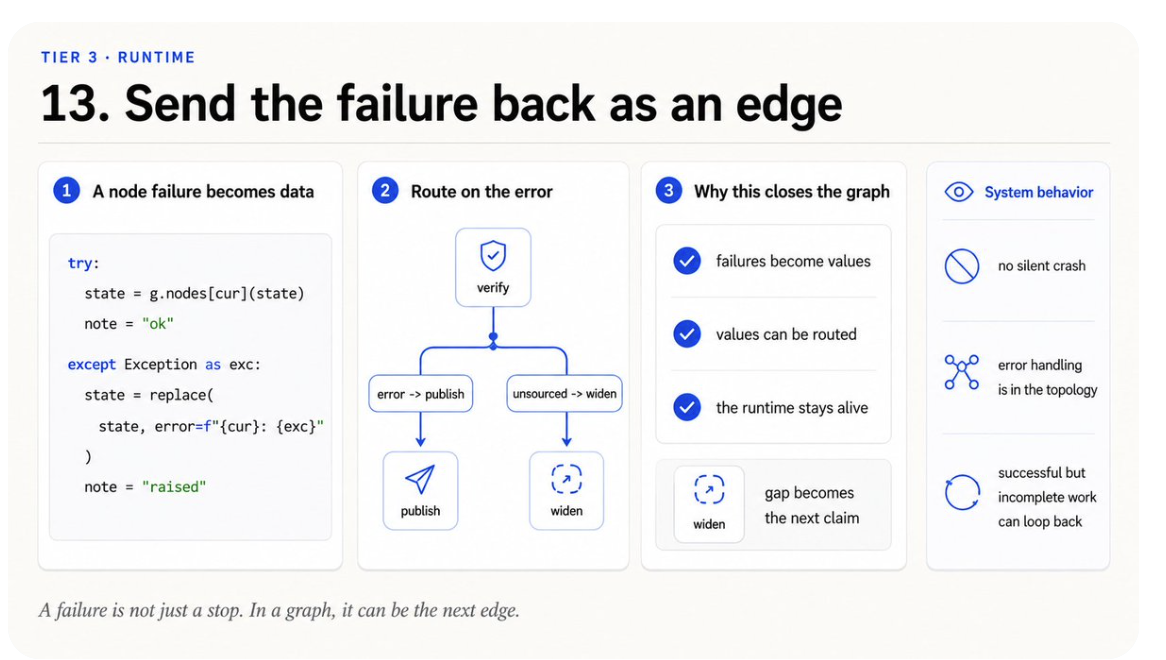 TIER 3 · RUNTIME
13. Send the failure back as an edge
1 A node failure becomes data
try:
state = g.nodes[cur](state)
note = "ok"
except Exception as exc:
state = replace(
state, error=f"{cur}: {exc}"
)
note = "raised"
2 Route on the error
verify
error -> publish
unsourced -> widen
publish
widen
3 Why this closes the graph
failures become values
values can be routed
the runtime stays alive
widen
gap becomes
the next claim
System behavior
no silent crash
error handling
is in the topology
successful but
incomplete work
can loop back
A failure is not just a stop. In a graph, it can be the next edge.